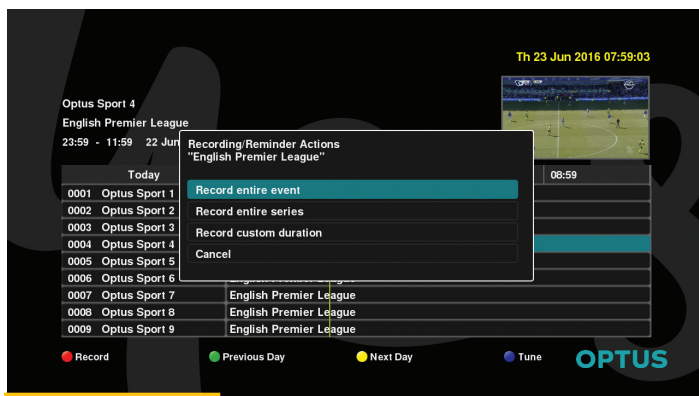 Th 23 Jun 2016 07:59:03
Optus Sport 4
English Premier League
23:59 - 11:59 22 Jun
Recording/Reminder Actions
"English Premier League"
Record entire event
Record entire series
Record custom duration
Cancel
Today 08:59
0001 Optus Sport 1
0002 Optus Sport 2
0003 Optus Sport 3
0004 Optus Sport 4
0005 Optus Sport 5
0006 Optus Sport 6
0007 Optus Sport 7 English Premier League
0008 Optus Sport 8 English Premier League
0009 Optus Sport 9 English Premier League
Record Previous Day Next Day Tune OPTUS